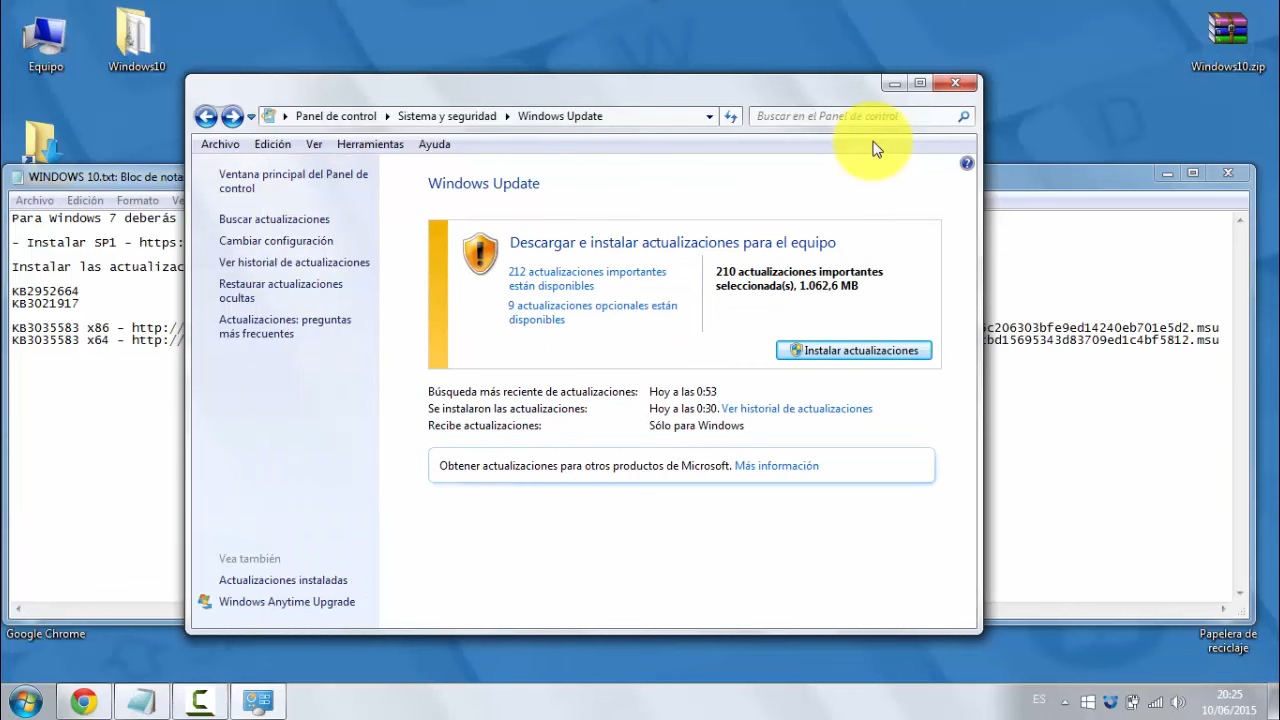 Equipo
Windows10
Windows10.zip
Panel de control
Sistema y seguridad
Windows Update
Buscar en el Panel de control
Archivo Edición Ver Herramientas Ayuda
Ventana principal del Panel de
control
Buscar actualizaciones
Cambiar configuración
Ver historial de actualizaciones
Restaurar actualizaciones
ocultas
Actualizaciones: preguntas
más frecuentes
Vea también
Actualizaciones instaladas
Windows Anytime Upgrade
Windows Update
Descargar e instalar actualizaciones para el equipo
212 actualizaciones importantes
están disponibles
9 actualizaciones opcionales están
disponibles
210 actualizaciones importantes
seleccionada(s), 1.062,6 MB
Instalar actualizaciones
Búsqueda más reciente de actualizaciones: Hoy a las 0:53
Se instalaron las actualizaciones: Hoy a las 0:30. Ver historial de actualizaciones
Recibe actualizaciones: Sólo para Windows
Obtener actualizaciones para otros productos de Microsoft. Más información
WINDOWS 10.txt: Bloc de nota
Archivo Edición Formato Ve
Para Windows 7 deberás
- Instalar SP1 - https:
Instalar las actualizac
KB2952664
KB3021917
KB3035583 x86 - http://
KB3035583 x64 - http://
c206303bfe9ed14240eb701e5d2.msu
bd15695343d83709ed1c4bf5812.msu
Google Chrome
Papelera de
reciclaje
ES
20:25
10/06/2015